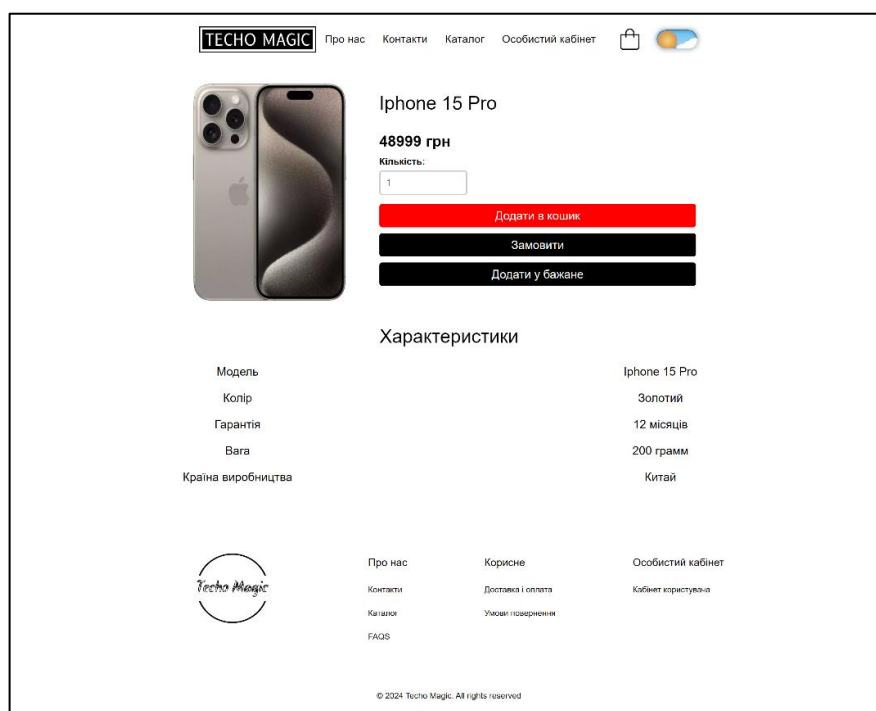 TECHO MAGIC Про нас Контакти Каталог Особистий кабінет
Iphone 15 Pro
48999 грн
Кількість:
1
Додати в кошик
Замовити
Додати у бажане
Характеристики
Модель Iphone 15 Pro
Колір Золотий
Гарантія 12 місяців
Вага 200 грамм
Країна виробництва Китай
Techo Magic
Про нас Корисне Особистий кабінет
Контакти Доставка і оплата Кабінет користувача
Каталог Умови повернення
FAQS
© 2024 Techo Magic. All rights reserved